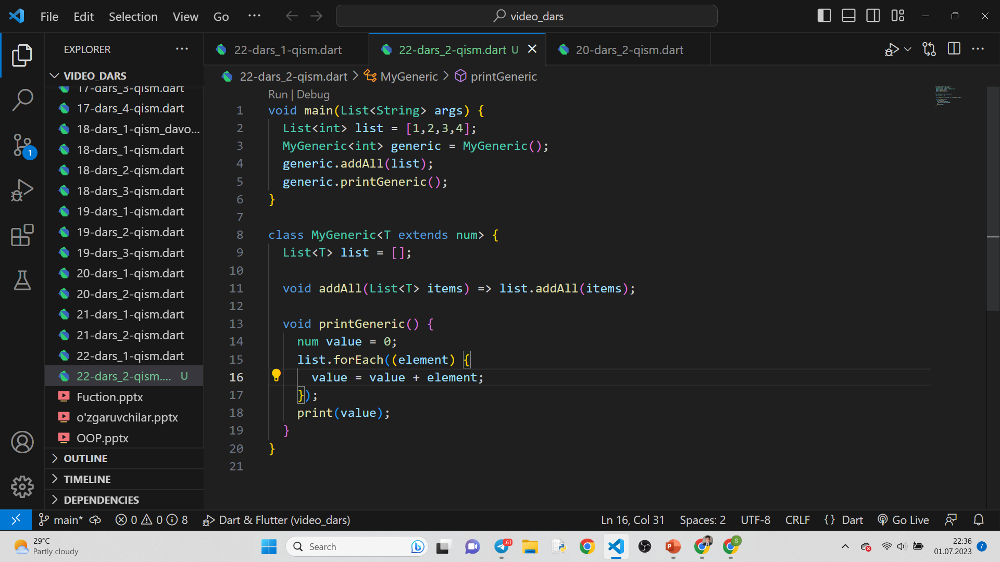 File Edit Selection View Go ··· video_dars
EXPLORER ···
VIDEO_DARS
17-dars_3-qism.dart
17-dars_4-qism.dart
18-dars_1-qism_davo...
18-dars_1-qism.dart
18-dars_2-qism.dart
18-dars_3-qism.dart
19-dars_1-qism.dart
19-dars_2-qism.dart
19-dars_3-qism.dart
20-dars_1-qism.dart
20-dars_2-qism.dart
21-dars_1-qism.dart
21-dars_2-qism.dart
22-dars_1-qism.dart
22-dars_2-qism.... U
Fuction.pptx
o'zgaruvchilar.pptx
OOP.pptx
OUTLINE
TIMELINE
DEPENDENCIES
1
22-dars_1-qism.dart 22-dars_2-qism.dart U 20-dars_2-qism.dart
22-dars_2-qism.dart > MyGeneric > printGeneric
Run | Debug
1 void main(List<String> args) {
2 List<int> list = [1,2,3,4];
3 MyGeneric<int> generic = MyGeneric();
4 generic.addAll(list);
5 generic.printGeneric();
6 }
7
8 class MyGeneric<T extends num> {
9 List<T> list = [];
10
11 void addAll(List<T> items) => list.addAll(items);
12
13 void printGeneric() {
14 num value = 0;
15 list.forEach((element) {
16 value = value + element;
17 });
18 print(value);
19 }
20 }
21
main* 0 0 8 Dart & Flutter (video_dars) Ln 16, Col 31 Spaces: 2 UTF-8 CRLF {} Dart Go Live
29°C
Partly cloudy
Search
..61
P
S
22:36
01.07.2023
7